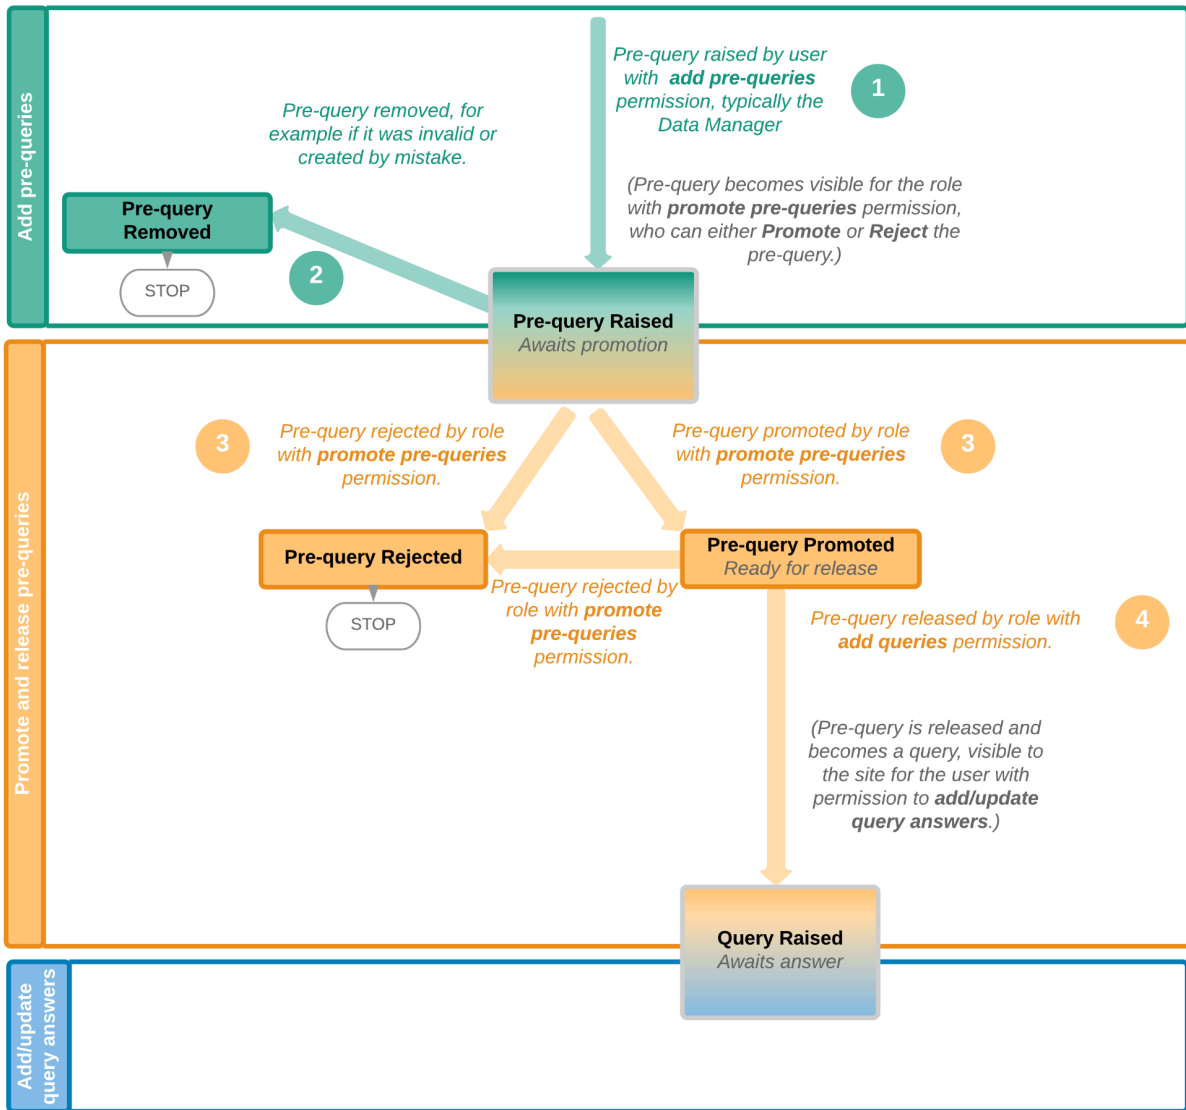 Add pre-queries
Pre-query raised by user
with add pre-queries
permission, typically the
Data Manager
1
Pre-query removed, for
example if it was invalid or
created by mistake.
(Pre-query becomes visible for the role
with promote pre-queries permission,
who can either Promote or Reject the
pre-query.)
Pre-query
Removed
2
STOP
Pre-query Raised
Awaits promotion
Promote and release pre-queries
3
Pre-query rejected by role
with promote pre-queries
permission.
Pre-query promoted by role
with promote pre-queries
permission.
3
Pre-query Rejected
Pre-query Promoted
Ready for release
STOP
Pre-query rejected by
role with promote
pre-queries
permission.
Pre-query released by role with
add queries permission.
4
(Pre-query is released and
becomes a query, visible to
the site for the user with
permission to add/update
query answers.)
Query Raised
Awaits answer
Add/update
query answers